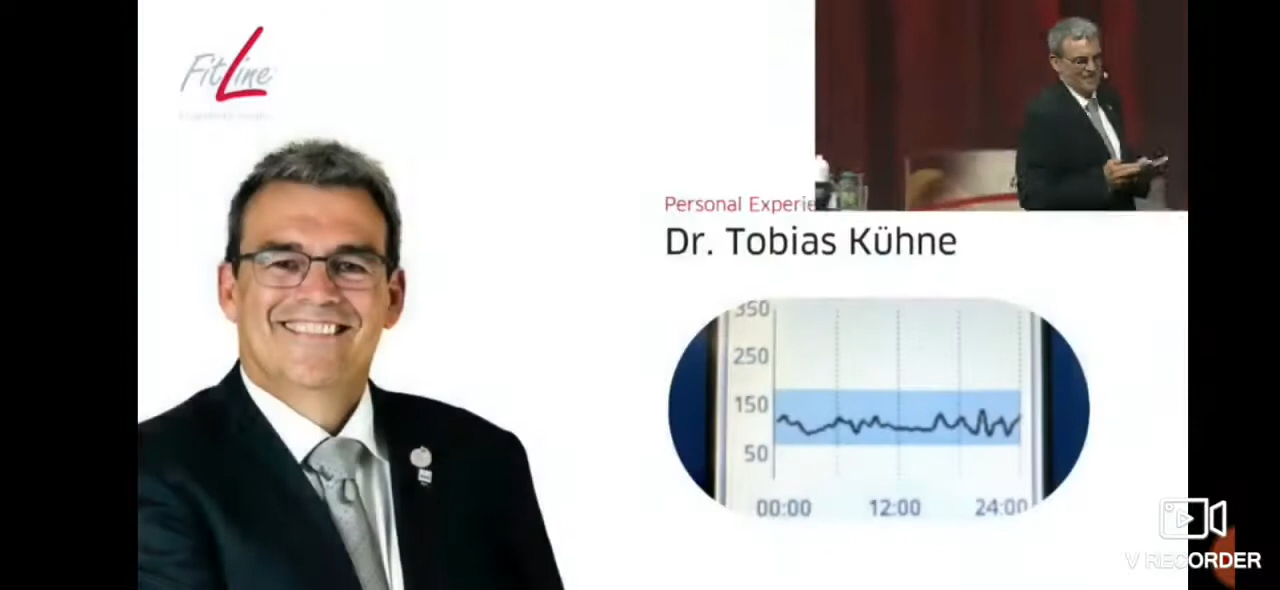 FitLine
Personal Experie
Dr. Tobias Kühne
350
250
150
50
00:00
12:00
24:00
V RECORDER